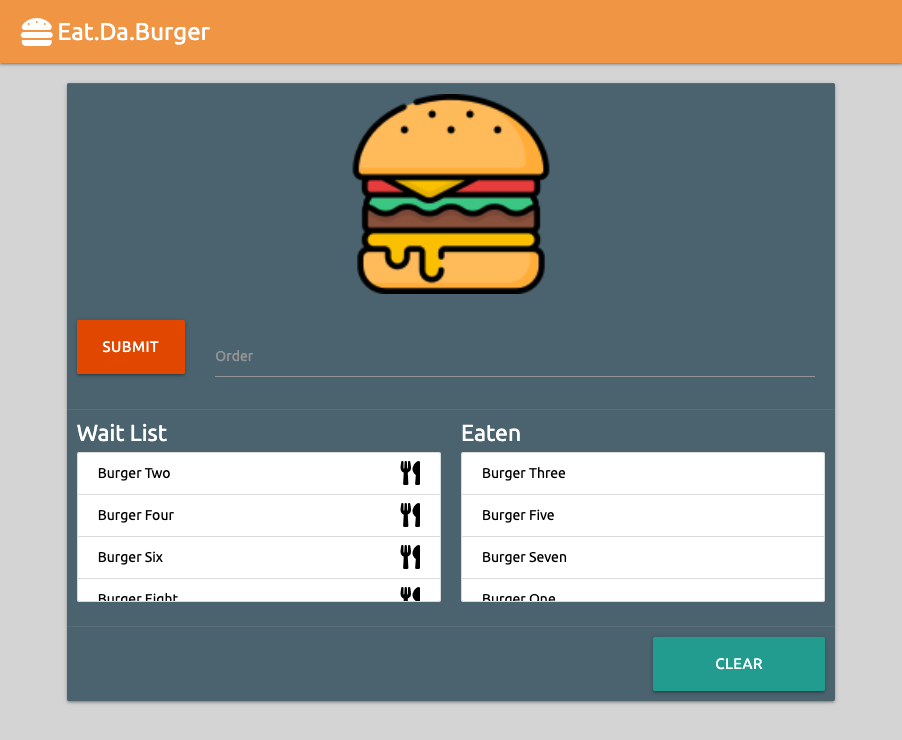 Eat.Da.Burger
SUBMIT
Order
Wait List
Burger Two
Burger Four
Burger Six
Burger Eight
Eaten
Burger Three
Burger Five
Burger Seven
Burger One
CLEAR